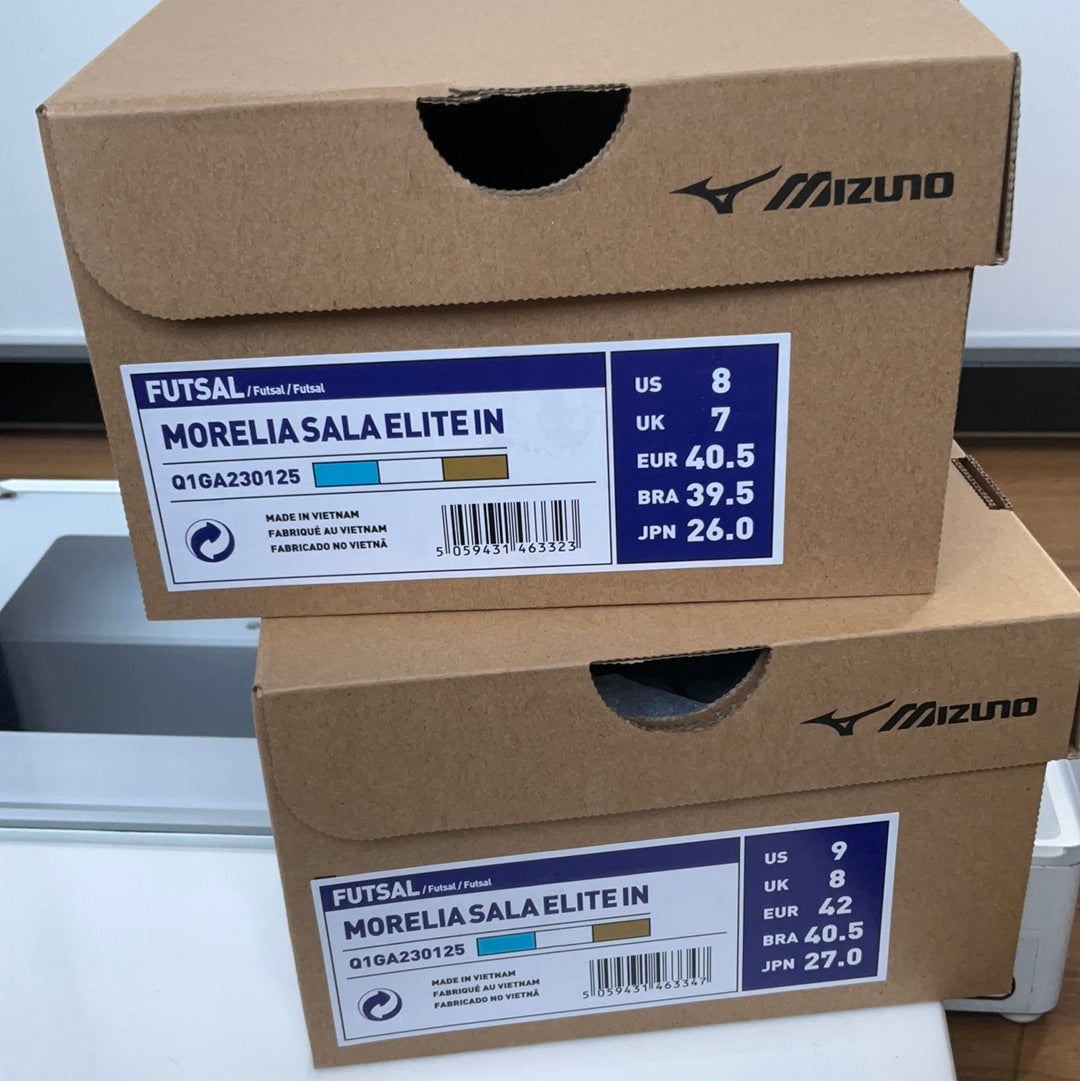 MIZUNO
FUTSAL / Futsal / Futsal
MORELIA SALA ELITE IN
Q1GA230125
MADE IN VIETNAM
FABRIQUÉ AU VIETNAM
FABRICADO NO VIETNÃ
5 059431 463323
US 8
UK 7
EUR 40.5
BRA 39.5
JPN 26.0
MIZUNO
FUTSAL / Futsal / Futsal
MORELIA SALA ELITE IN
Q1GA230125
MADE IN VIETNAM
FABRIQUÉ AU VIETNAM
FABRICADO NO VIETNÃ
5 059431 463347
US 9
UK 8
EUR 42
BRA 40.5
JPN 27.0